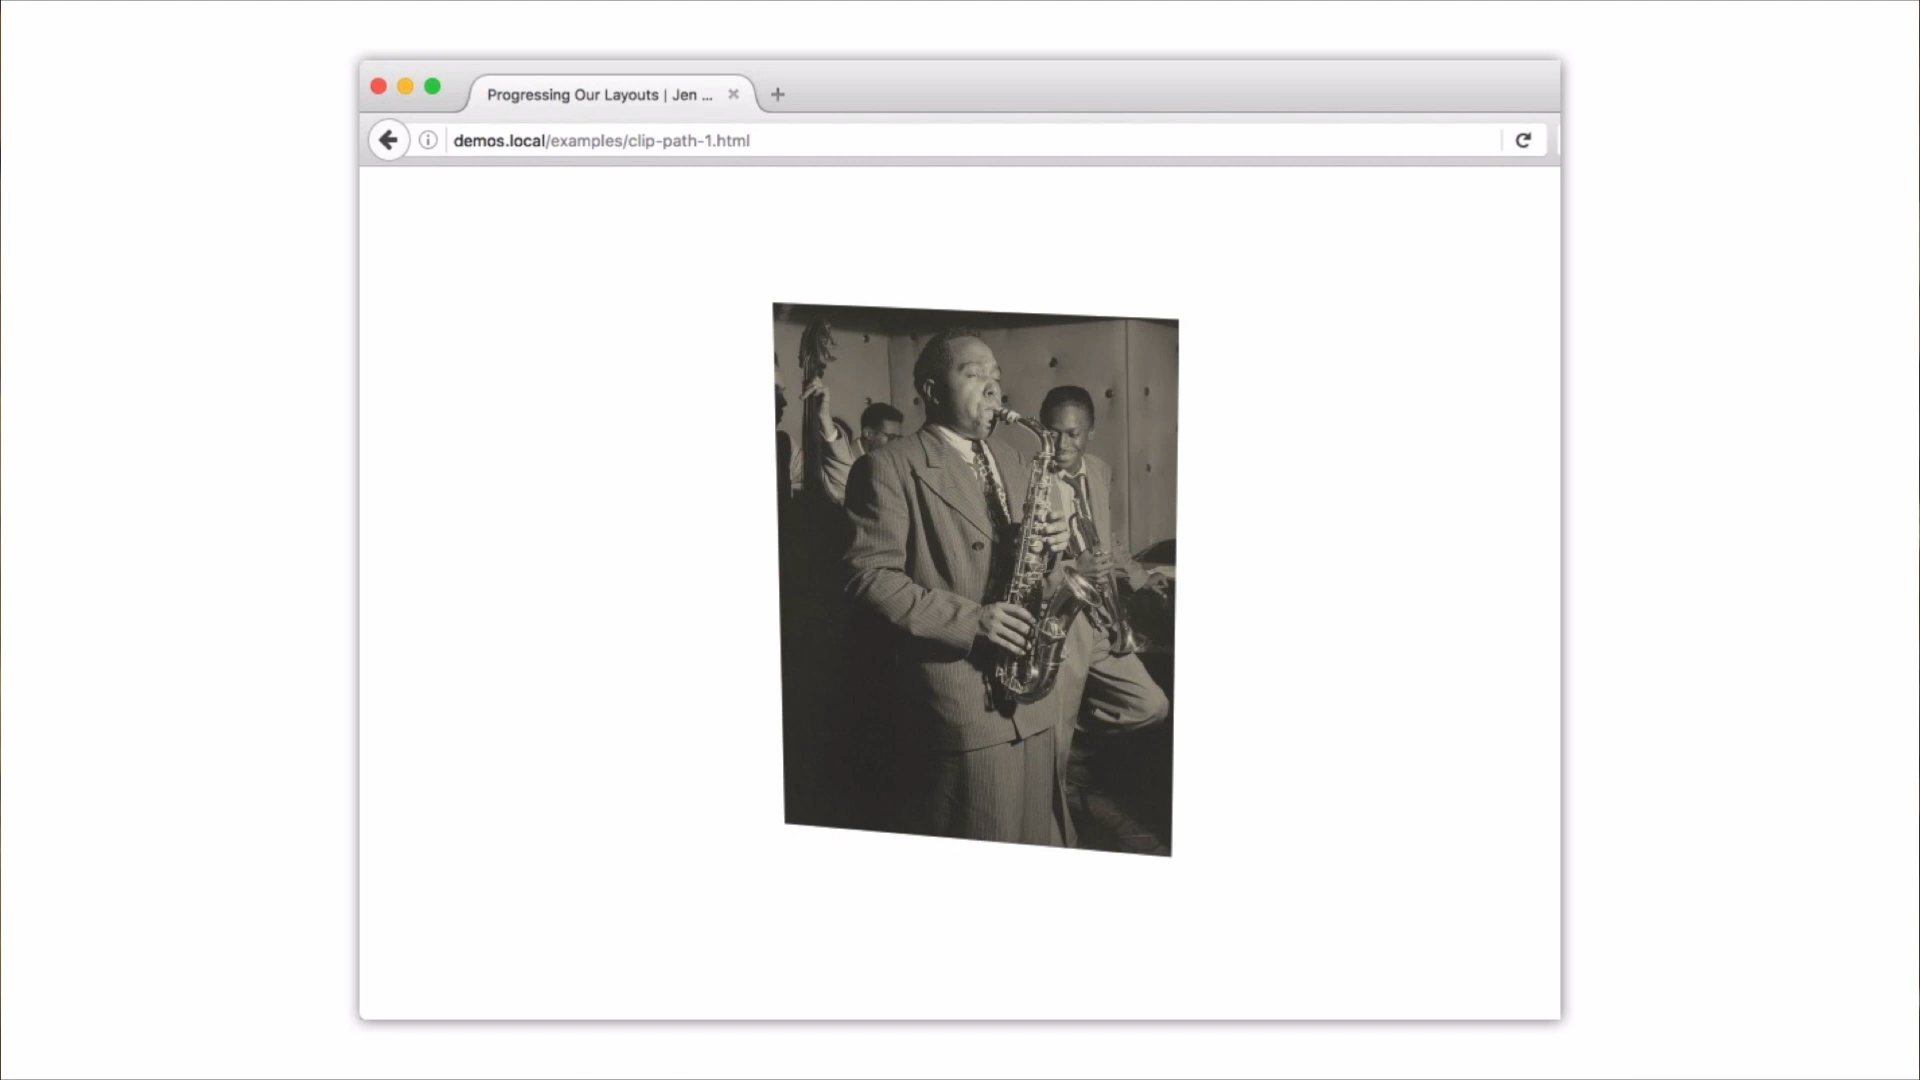 Progressing Our Layouts | Jen ...
demos.local/examples/clip-path-1.html